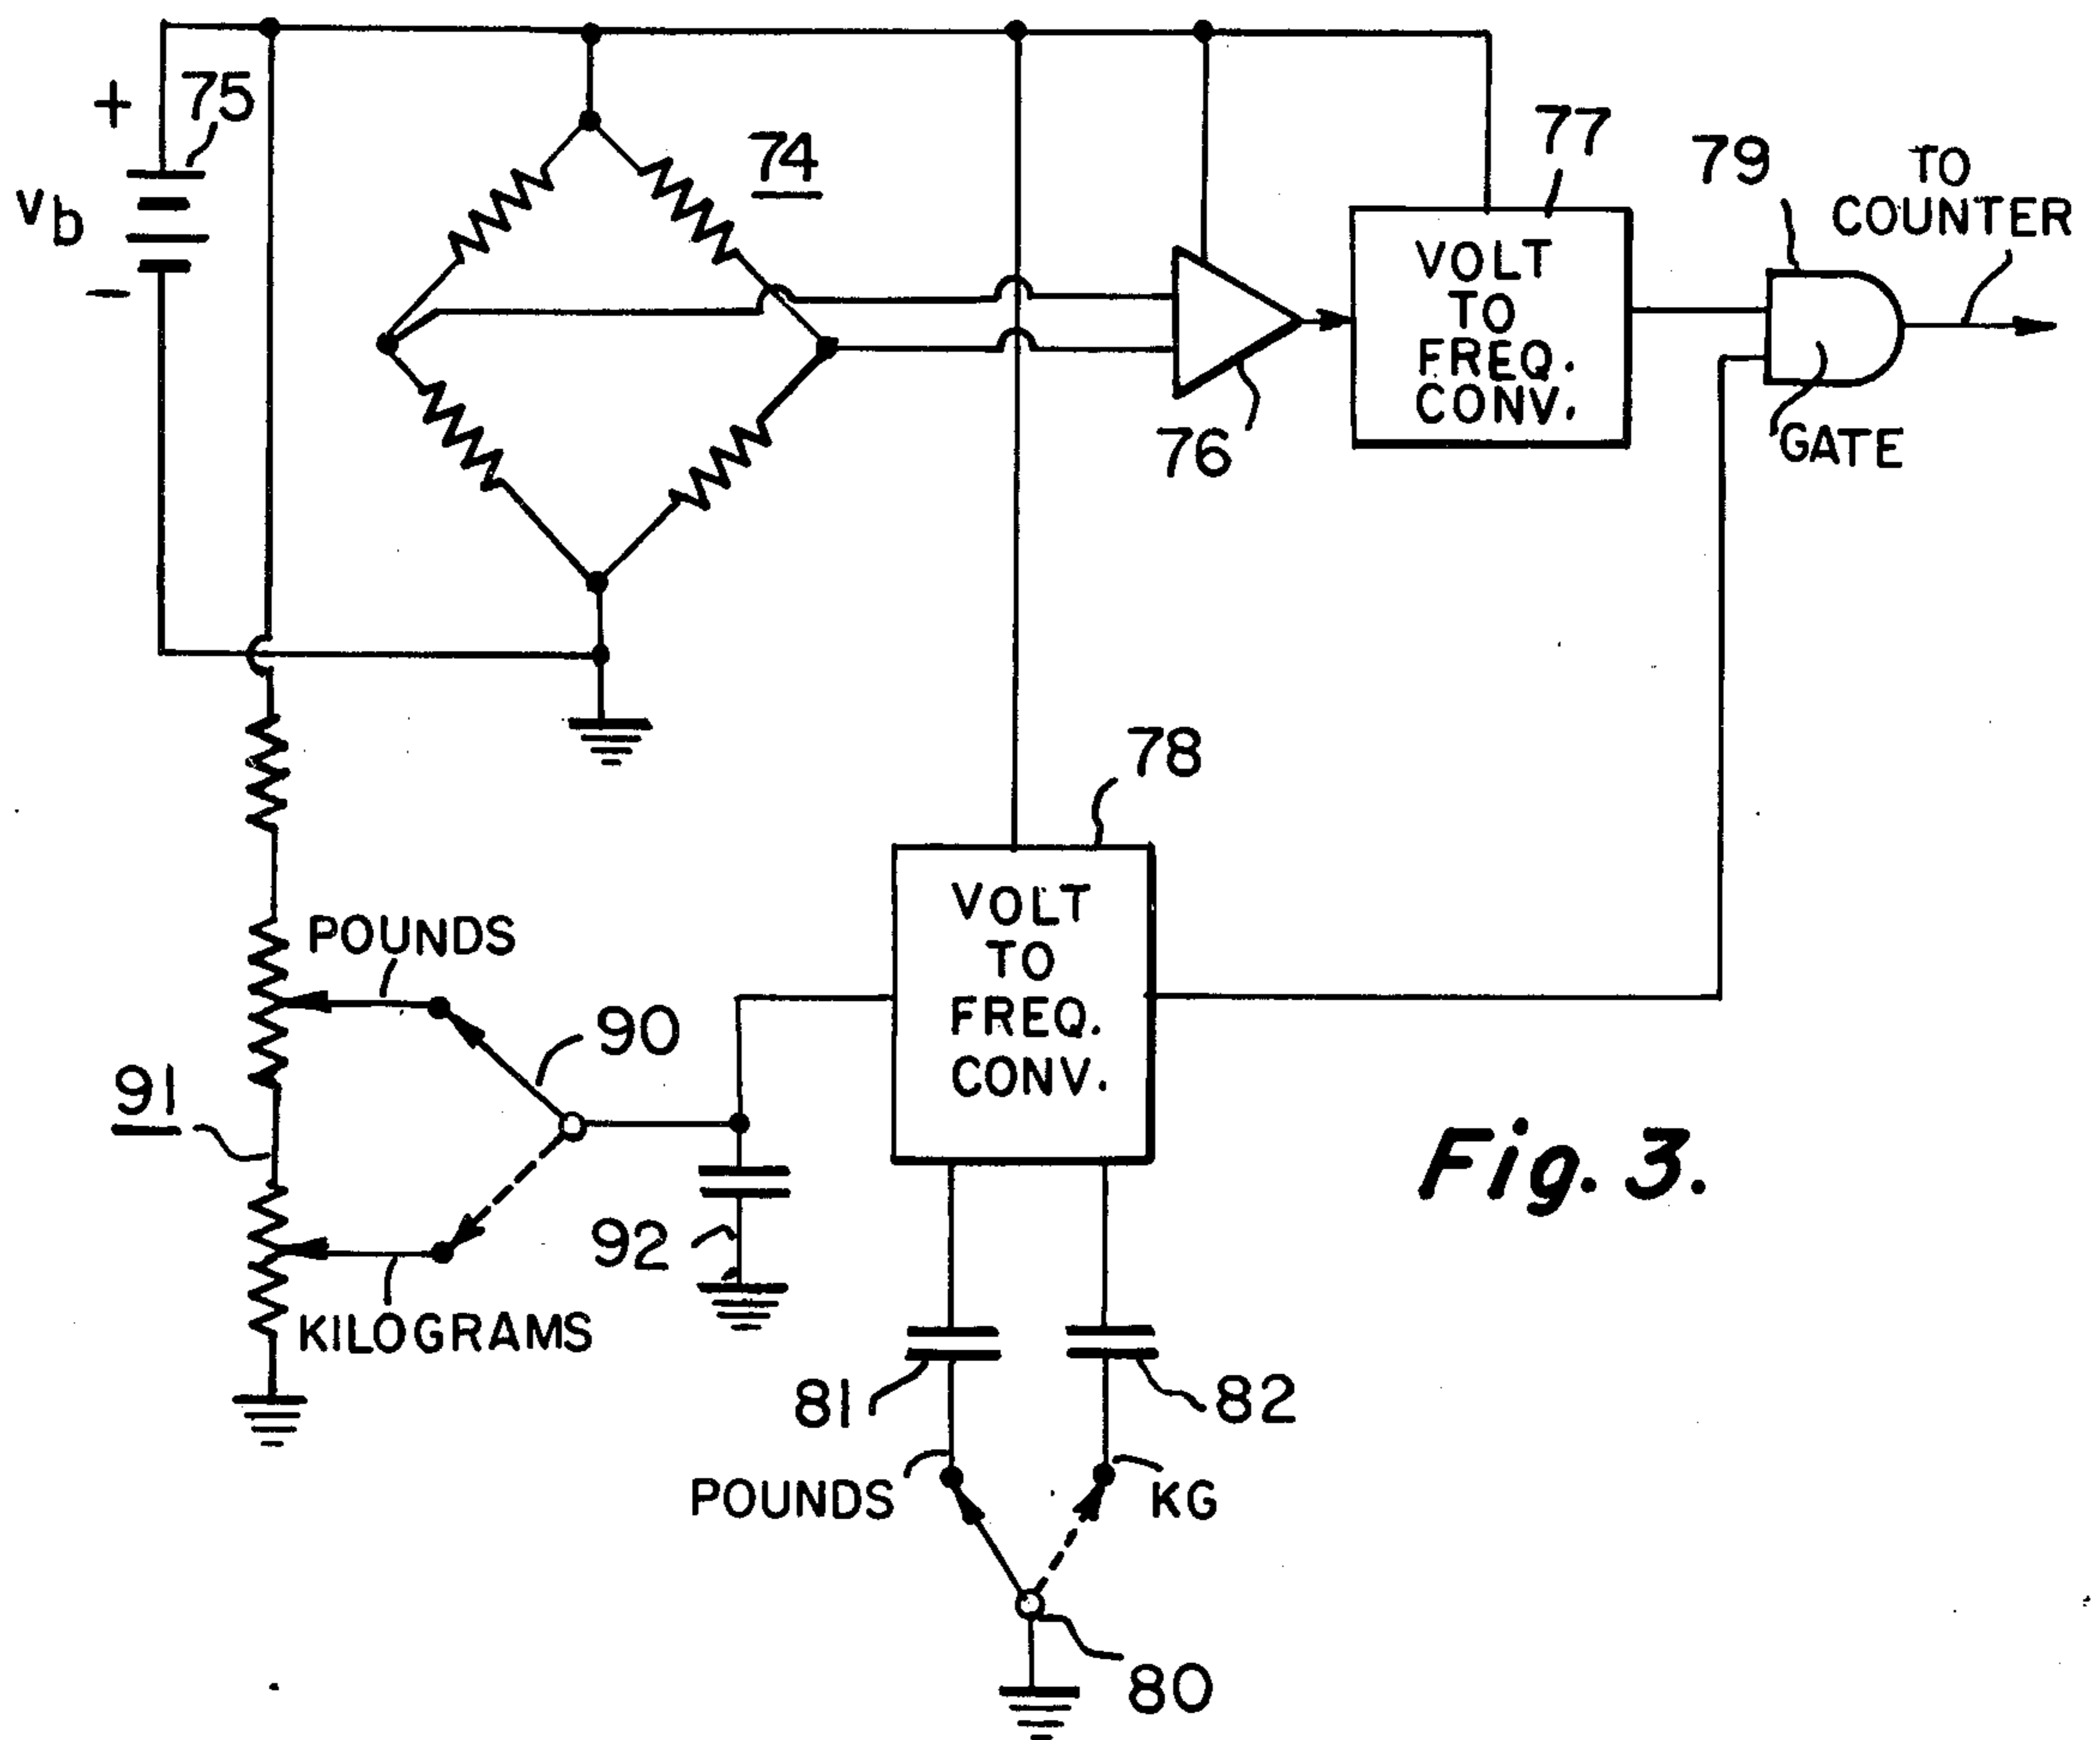 +
75
Vb
-
74
77
79
TO
COUNTER
VOLT
TO
FREQ.
CONV.
76
GATE
78
VOLT
TO
FREQ.
CONV.
POUNDS
90
91
92
KILOGRAMS
Fig. 3.
81
82
POUNDS
KG
80